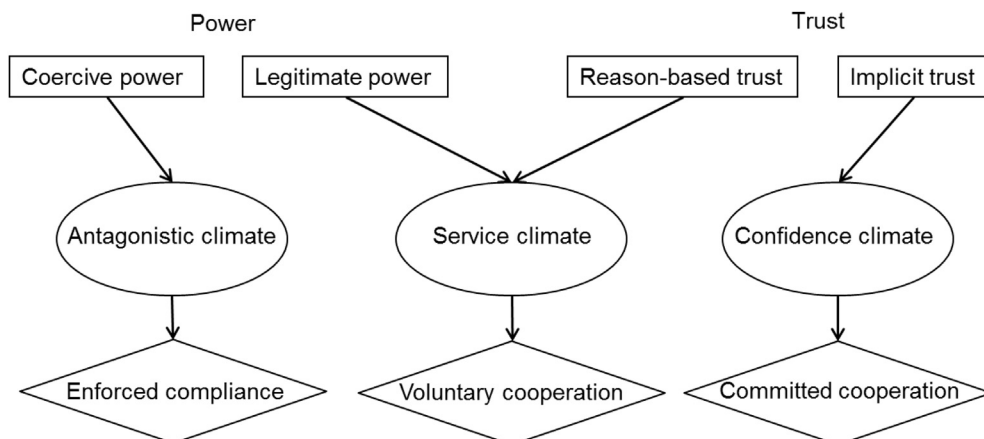 Power
Trust
Coercive power
Legitimate power
Reason-based trust
Implicit trust
Antagonistic climate
Service climate
Confidence climate
Enforced compliance
Voluntary cooperation
Committed cooperation